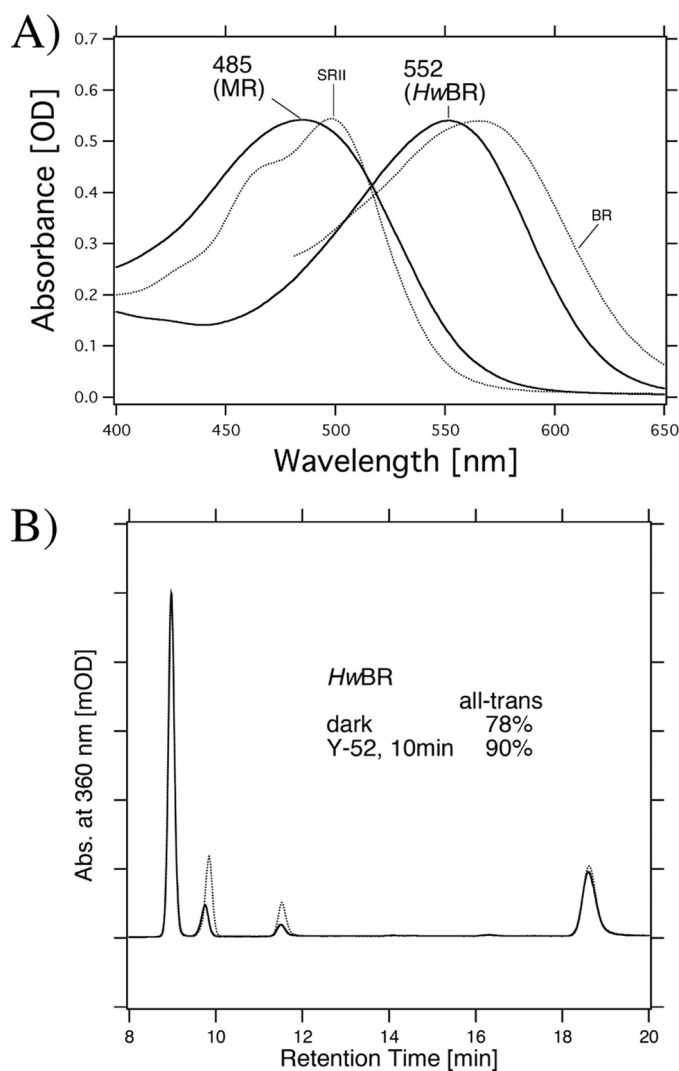 A)
Absorbance [OD]
0.7
0.6
0.5
0.4
0.3
0.2
0.1
0.0
485
(MR)
SRII
552
(HwBR)
BR
400 450 500 550 600 650
Wavelength [nm]
B)
Abs. at 360 nm [mOD]
HwBR
all-trans
dark 78%
Y-52, 10min 90%
8 10 12 14 16 18 20
Retention Time [min]